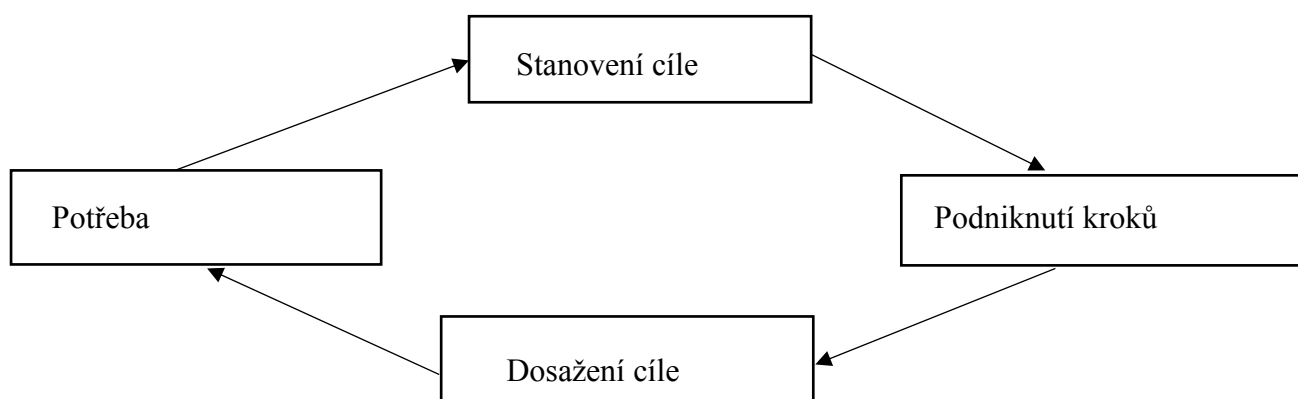 Stanovení cíle
Potřeba
Podniknutí kroků
Dosažení cíle